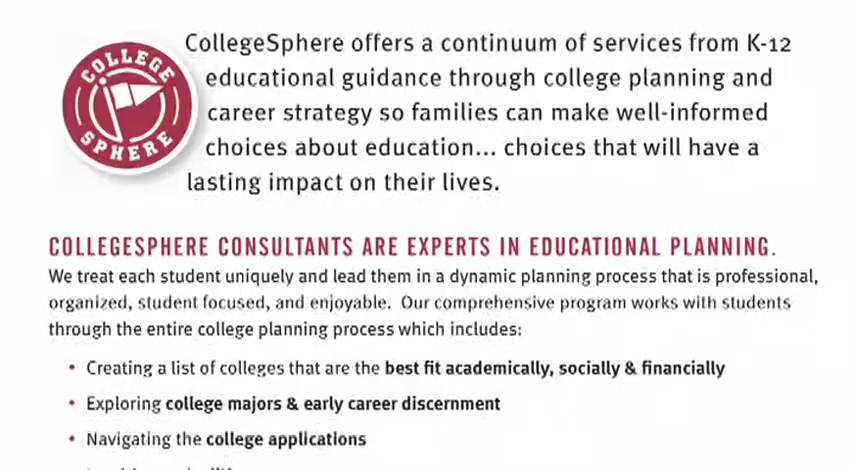 COLLEGE
SPHERE
CollegeSphere offers a continuum of services from K-12
educational guidance through college planning and
career strategy so families can make well-informed
choices about education... choices that will have a
lasting impact on their lives.
COLLEGESPHERE CONSULTANTS ARE EXPERTS IN EDUCATIONAL PLANNING.
We treat each student uniquely and lead them in a dynamic planning process that is professional,
organized, student focused, and enjoyable. Our comprehensive program works with students
through the entire college planning process which includes:
• Creating a list of colleges that are the best fit academically, socially & financially
• Exploring college majors & early career discernment
• Navigating the college applications